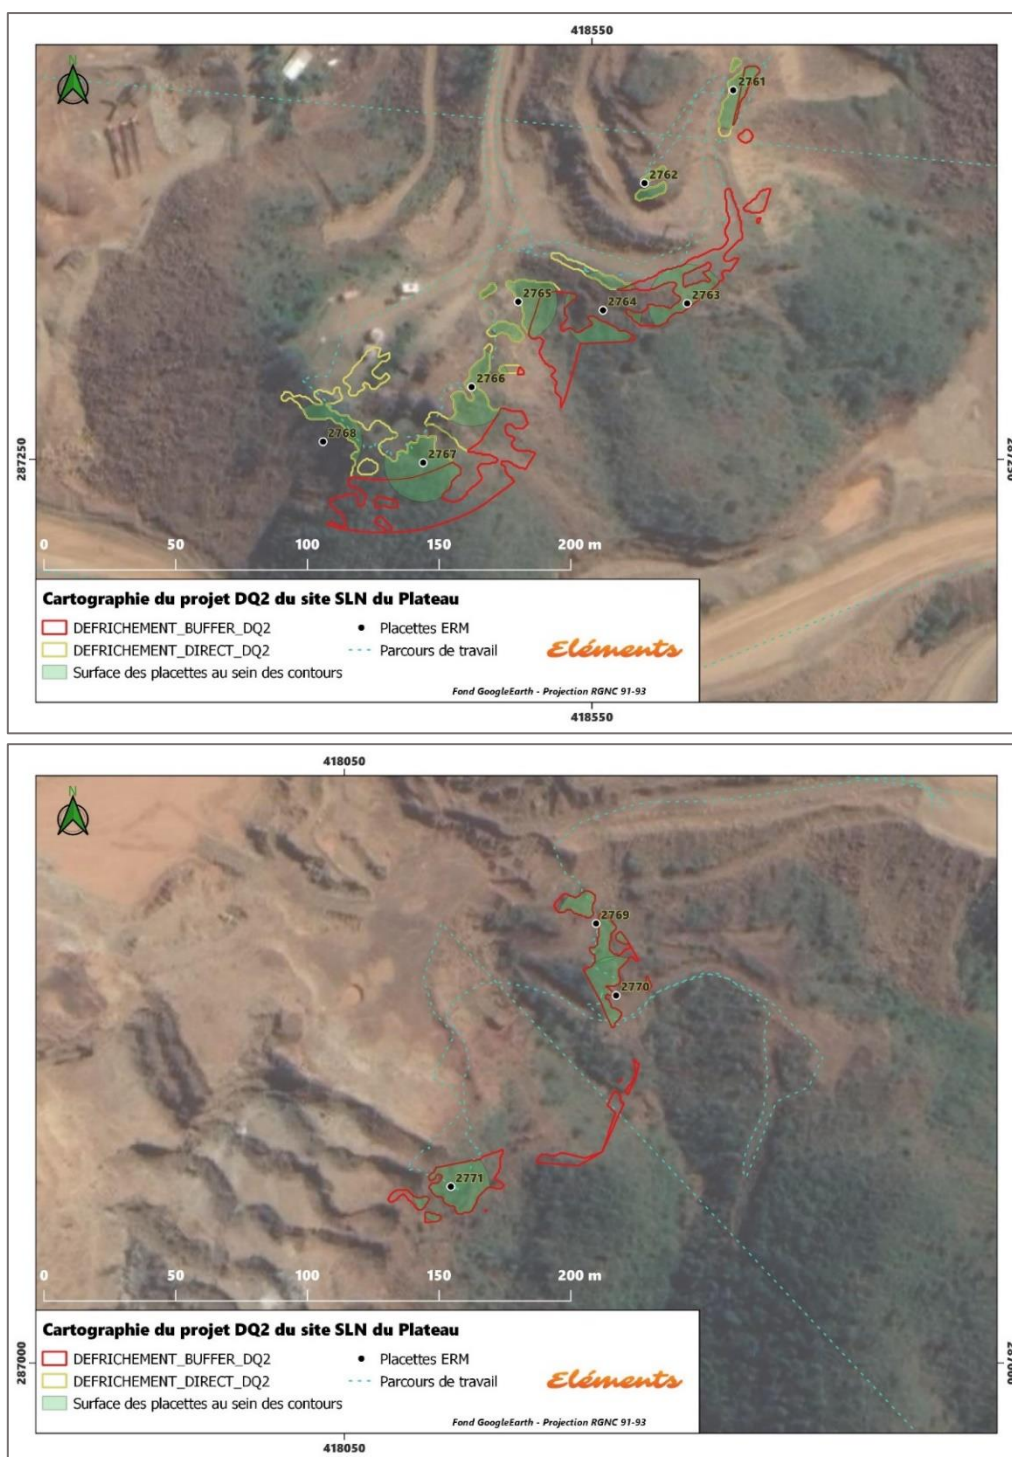 418550
N
2761
2762
2763
2764
2765
2766
2767
2768
287250
287250
0 50 100 150 200 m
Cartographie du projet DQ2 du site SLN du Plateau
DEFRICHEMENT_BUFFER_DQ2
Placettes ERM
DEFRICHEMENT_DIRECT_DQ2
Parcours de travail
Surface des placettes au sein des contours
Eléments
Fond GoogleEarth - Projection RGNC 91-93
418550
418050
N
2769
2770
2771
0 50 100 150 200 m
287000
287000
Cartographie du projet DQ2 du site SLN du Plateau
DEFRICHEMENT_BUFFER_DQ2
Placettes ERM
DEFRICHEMENT_DIRECT_DQ2
Parcours de travail
Surface des placettes au sein des contours
Eléments
Fond GoogleEarth - Projection RGNC 91-93
418050